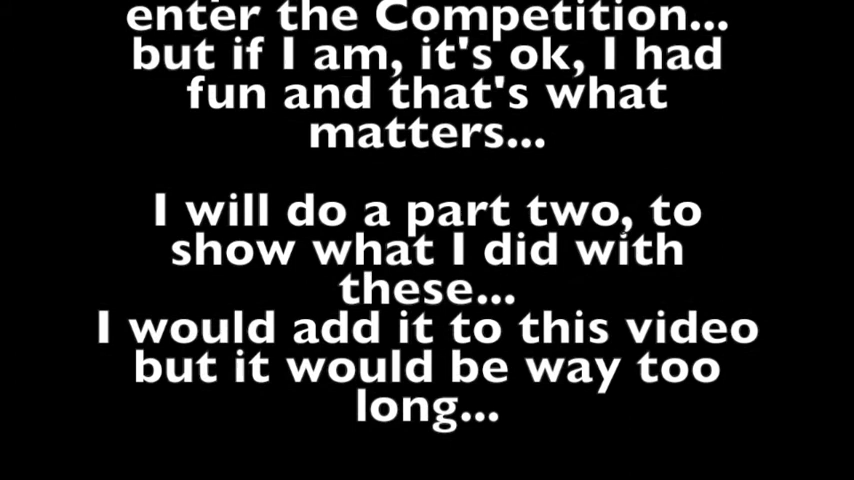 enter the Competition...
but if I am, it's ok, I had
fun and that's what
matters...
I will do a part two, to
show what I did with
these...
I would add it to this video
but it would be way too
long...